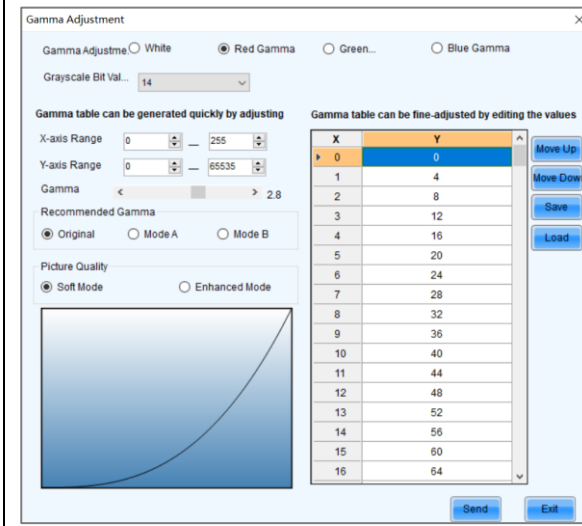 Gamma Adjustment
Gamma Adjustme... White Red Gamma Green... Blue Gamma
Grayscale Bit Val... 14
Gamma table can be generated quickly by adjusting
X-axis Range 0 — 255
Y-axis Range 0 — 65535
Gamma < > 2.8
Recommended Gamma
Original Mode A Mode B
Picture Quality
Soft Mode Enhanced Mode
Gamma table can be fine-adjusted by editing the values
X Y
0 0
1 4
2 8
3 12
4 16
5 20
6 24
7 28
8 32
9 36
10 40
11 44
12 48
13 52
14 56
15 60
16 64
Move Up
Move Dow
Save
Load
Send Exit